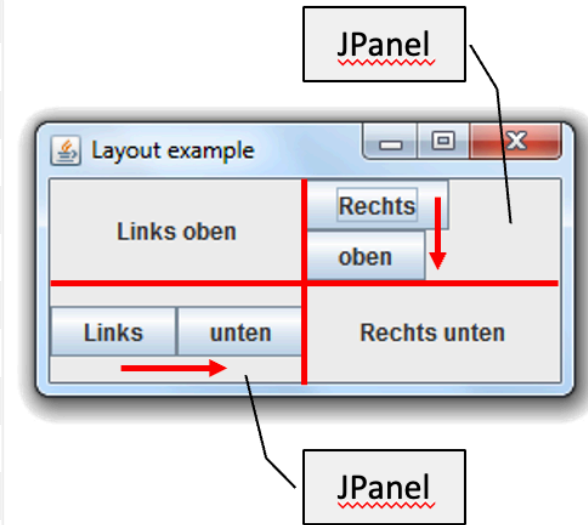 JPanel
Layout example
Links oben
Rechts
oben
Links unten
Rechts unten
JPanel